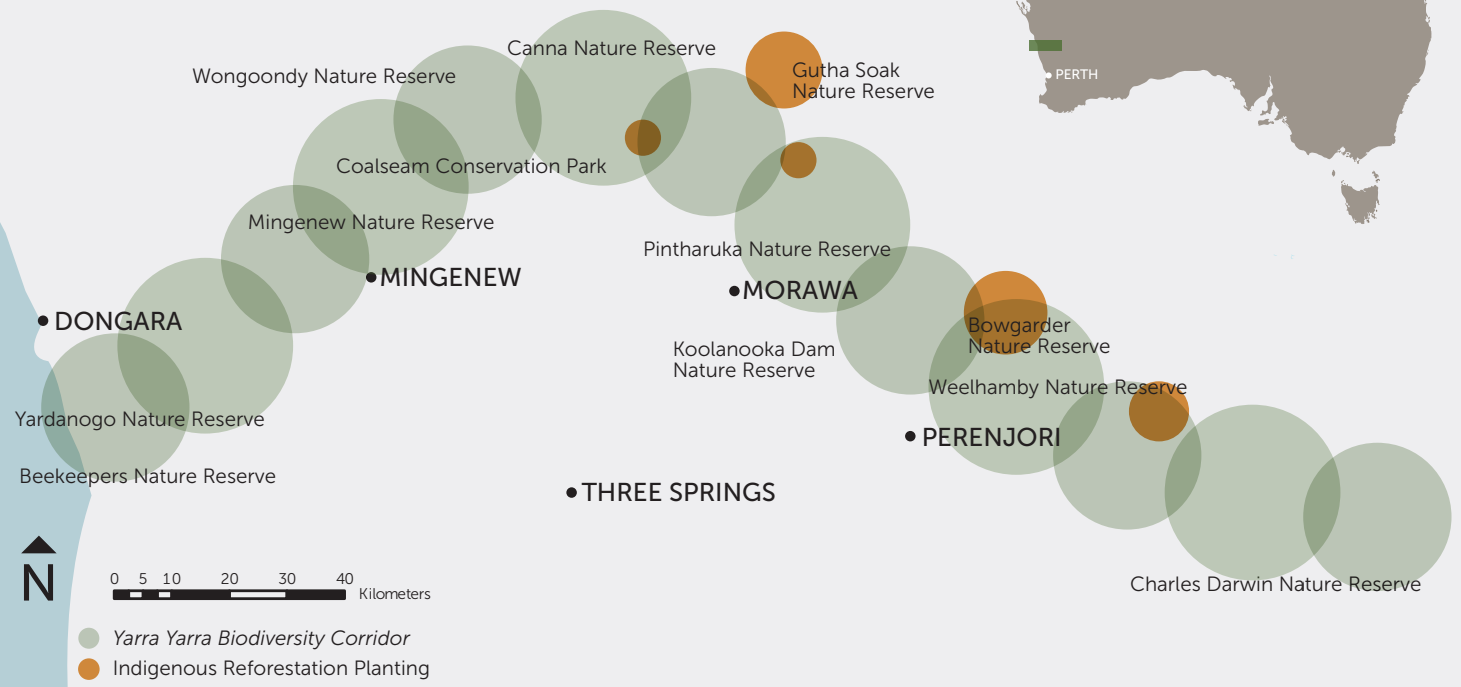 Canna Nature Reserve
Wongoondy Nature Reserve
Gutha Soak
Nature Reserve
PERTH
Coalseam Conservation Park
Mingenew Nature Reserve
Pintharuka Nature Reserve
MINGENEW
MORAWA
DONGARA
Bowgarder
Nature Reserve
Koolanooka Dam
Nature Reserve
Weelhamby Nature Reserve
Yardanogo Nature Reserve
PERENJORI
Beekeepers Nature Reserve
THREE SPRINGS
Charles Darwin Nature Reserve
N
0 5 10 20 30 40
Kilometers
Yarra Yarra Biodiversity Corridor
Indigenous Reforestation Planting